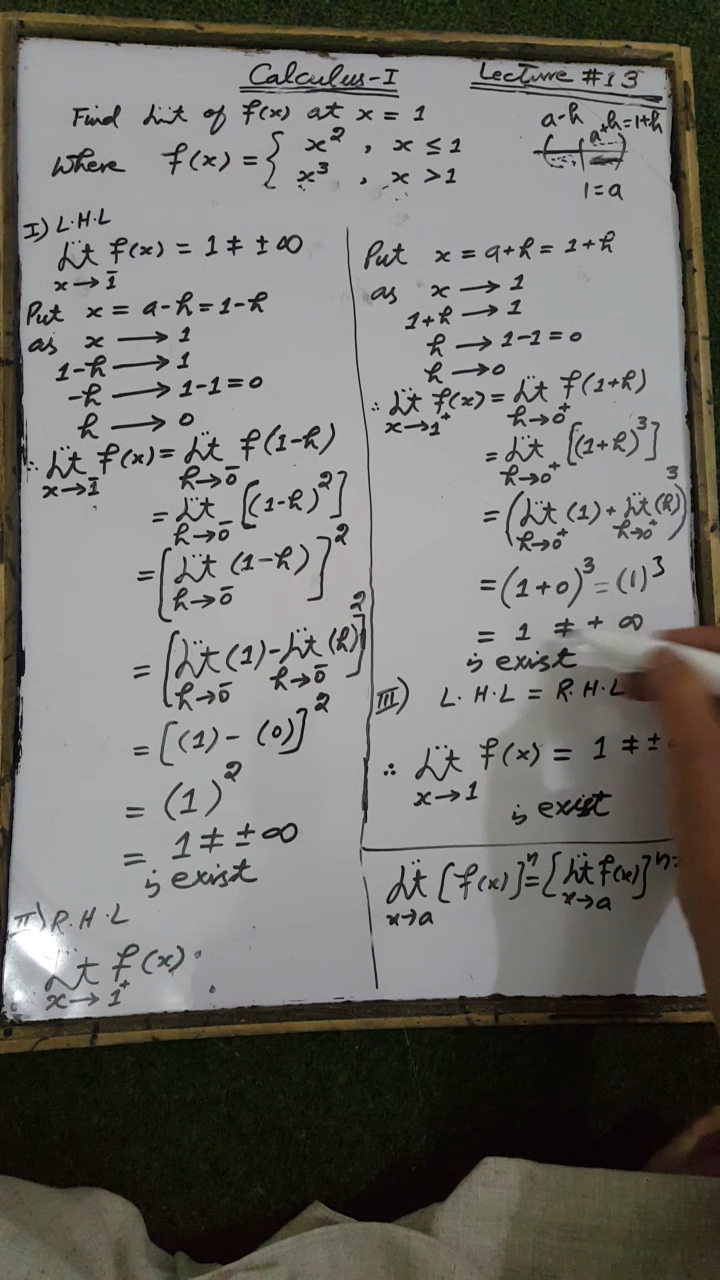 Calculus-I Lecture #13
Find Lit of f(x) at x = 1
Where f(x) = { x² , x ≤ 1
x³ , x > 1
a-h
a+h=1+h
1=a
I) L.H.L
Lt f(x) = 1 ≠ ±∞
x→1⁻
Put x = a-h = 1-h
as x → 1
1-h → 1
-h → 1-1=0
h → 0
∴ Lt f(x) = Lt f(1-h)
x→1⁻ h→0⁻
= Lt [(1-h)²]
h→0⁻
= [Lt (1-h)]²
h→0⁻
= [Lt (1) - Lt (h)]²
h→0⁻ h→0⁻
= [(1) - (0)]²
= (1)²
= 1 ≠ ±∞
is exist
II) R.H.L
Lt f(x)
x→1⁺
Put x = a+h = 1+h
as x → 1
1+h → 1
h → 1-1=0
h → 0
∴ Lt f(x) = Lt f(1+h)
x→1⁺ h→0⁺
= Lt [(1+h)³]
h→0⁺
= (Lt (1) + Lt (h))³
h→0⁺ h→0⁺
= (1+0)³ = (1)³
= 1 ≠ + ∞
is exist
III) L.H.L = R.H.L
∴ Lt f(x) = 1 ≠ ±
x→1
is exist
Lt [f(x)]ⁿ = [Lt f(x)]ⁿ
x→a x→a